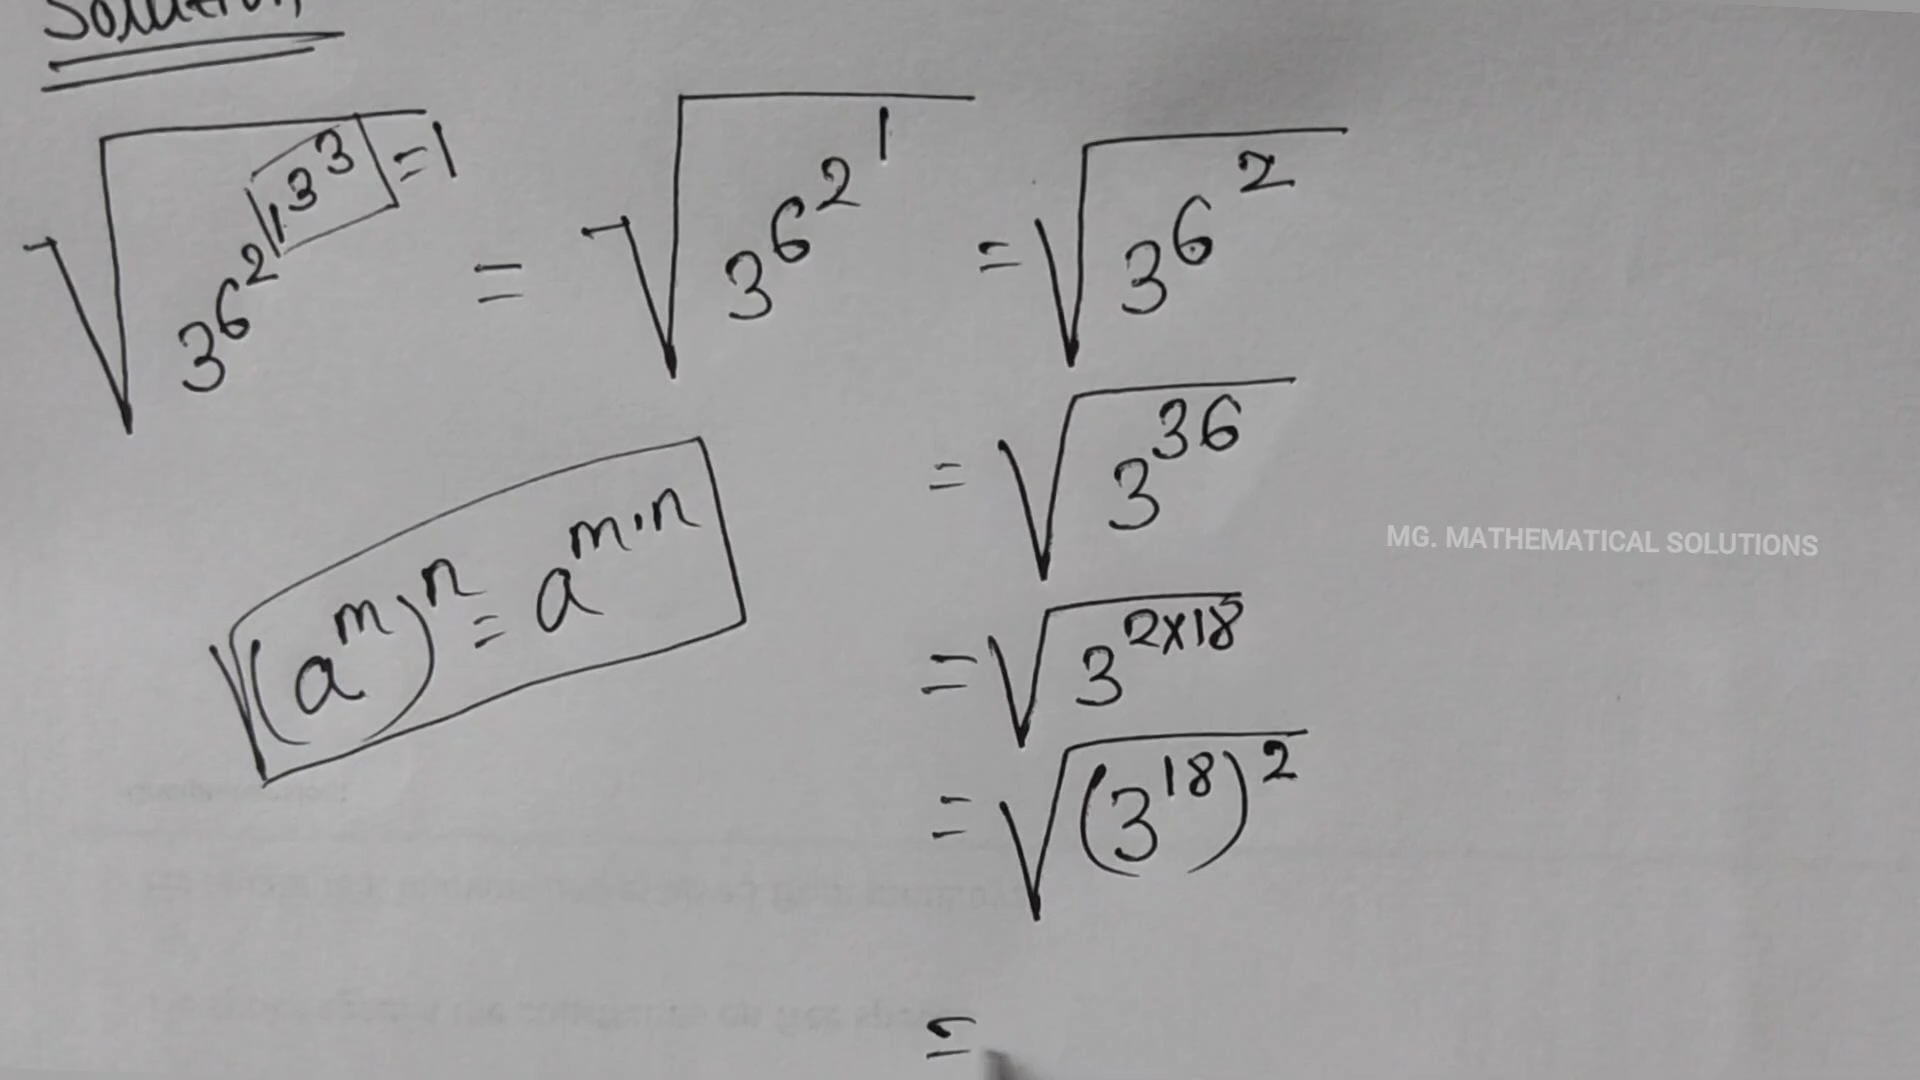 Solution
√3^6^2^1^3^3 =1 = √3^6^2^1 = √3^6^2
= √3^36
(a^m)^n = a^m·n
= √3^2×18
= √(3^18)^2
=
MG. MATHEMATICAL SOLUTIONS